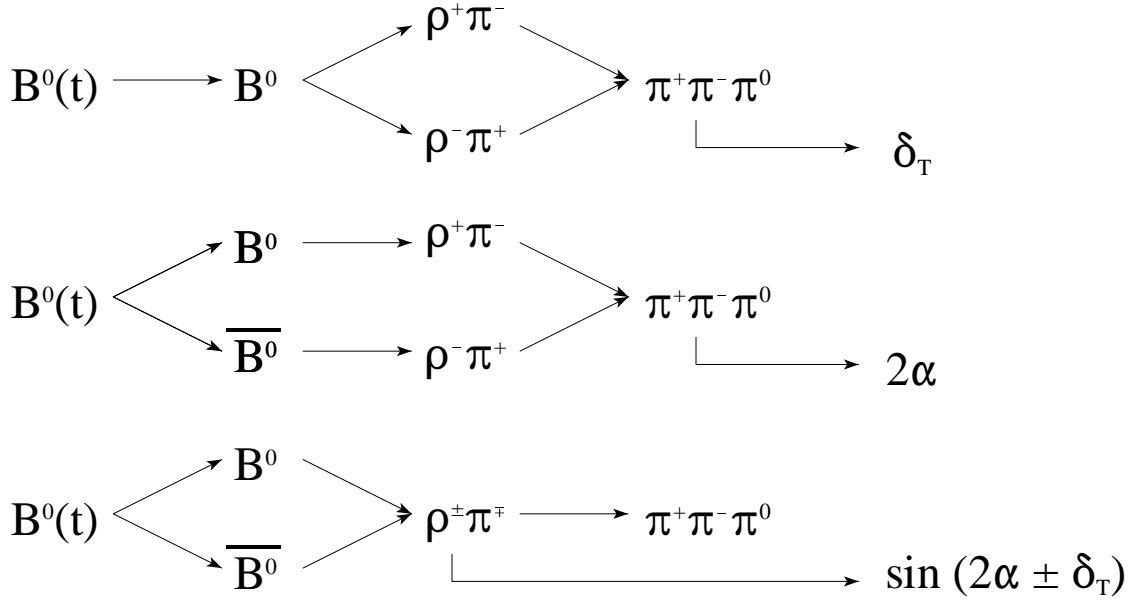 ρ⁺π⁻
B⁰(t) B⁰ π⁺π⁻π⁰
ρ⁻π⁺
δ_T
B⁰ ρ⁺π⁻
B⁰(t) π⁺π⁻π⁰
B̅⁰ ρ⁻π⁺
2α
B⁰
B⁰(t) ρ^±π^∓ π⁺π⁻π⁰
B̅⁰
sin (2α ± δ_T)